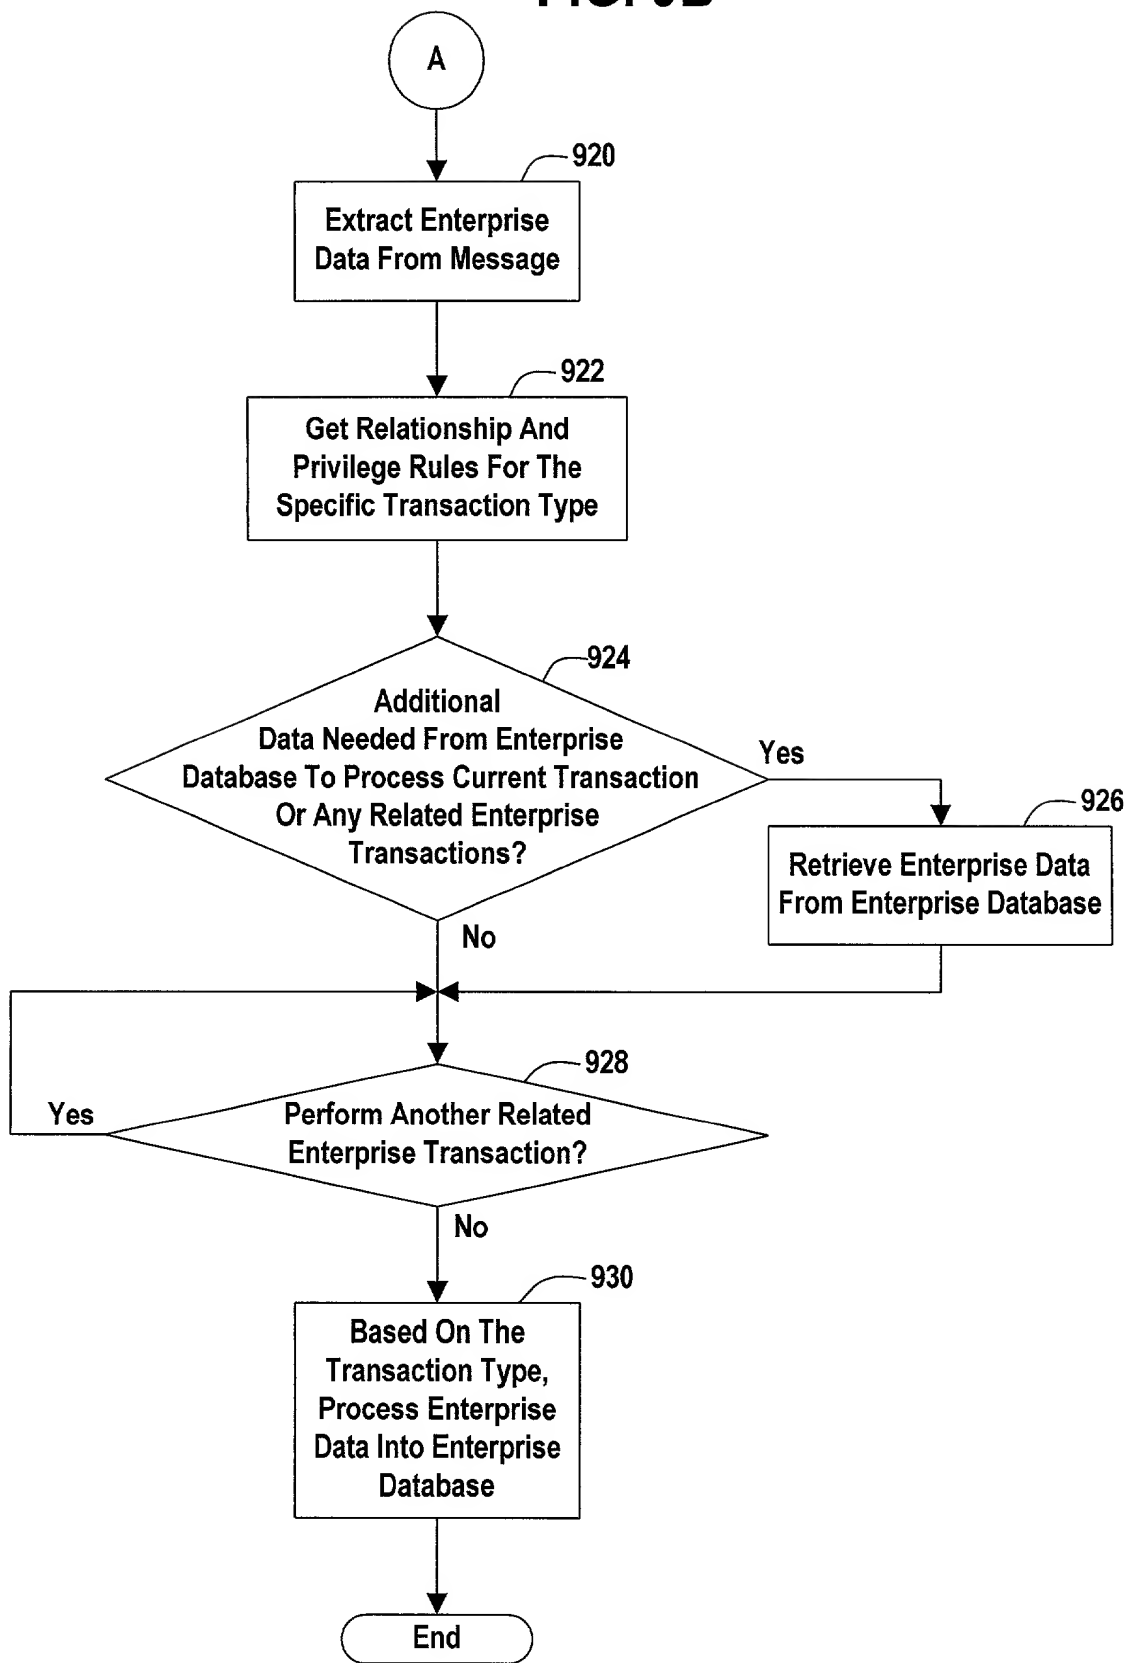 A
920
Extract Enterprise
Data From Message
922
Get Relationship And
Privilege Rules For The
Specific Transaction Type
924
Additional
Data Needed From Enterprise
Database To Process Current Transaction
Or Any Related Enterprise
Transactions?
Yes
926
Retrieve Enterprise Data
From Enterprise Database
No
928
Yes
Perform Another Related
Enterprise Transaction?
No
930
Based On The
Transaction Type,
Process Enterprise
Data Into Enterprise
Database
End